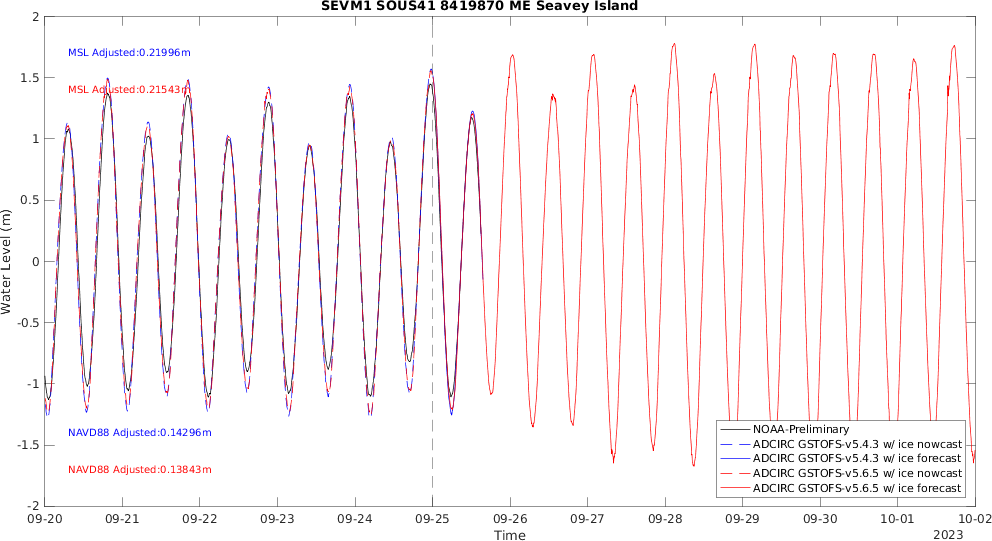 SEVM1 SOUS41 8419870 ME Seavey Island
2
1.5
1
0.5
0
-0.5
-1
-1.5
-2
Water Level (m)
MSL Adjusted:0.21996m
MSL Adjusted:0.21543m
NAVD88 Adjusted:0.14296m
NAVD88 Adjusted:0.13843m
NOAA-Preliminary
ADCIRC GSTOFS-v5.4.3 w/ ice nowcast
ADCIRC GSTOFS-v5.4.3 w/ ice forecast
ADCIRC GSTOFS-v5.6.5 w/ ice nowcast
ADCIRC GSTOFS-v5.6.5 w/ ice forecast
09-20 09-21 09-22 09-23 09-24 09-25 09-26 09-27 09-28 09-29 09-30 10-01 10-02
Time
2023